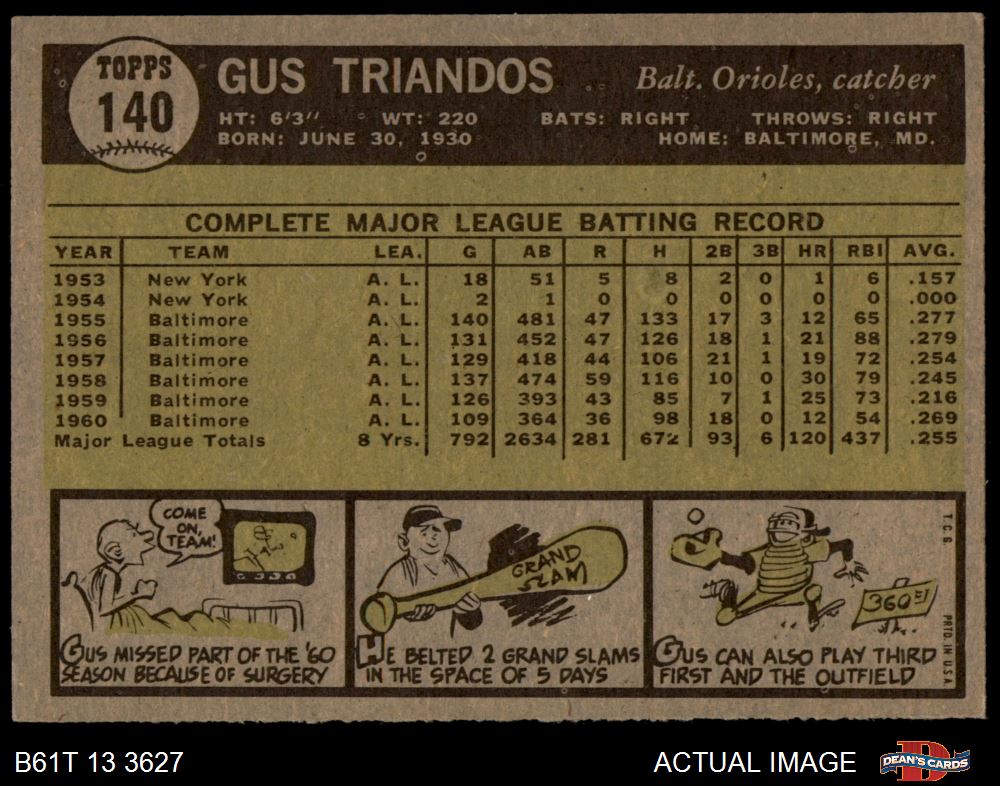 TOPPS
140
GUS TRIANDOS Balt. Orioles, catcher
HT: 6'3" WT: 220 BATS: RIGHT THROWS: RIGHT
BORN: JUNE 30, 1930 HOME: BALTIMORE, MD.
COMPLETE MAJOR LEAGUE BATTING RECORD
YEAR TEAM LEA. G AB R H 2B 3B HR RBI AVG.
1953 New York A. L. 18 51 5 8 2 0 1 6 .157
1954 New York A. L. 2 1 0 0 0 0 0 0 .000
1955 Baltimore A. L. 140 481 47 133 17 3 12 65 .277
1956 Baltimore A. L. 131 452 47 126 18 1 21 88 .279
1957 Baltimore A. L. 129 418 44 106 21 1 19 72 .254
1958 Baltimore A. L. 137 474 59 116 10 0 30 79 .245
1959 Baltimore A. L. 126 393 43 85 7 1 25 73 .216
1960 Baltimore A. L. 109 364 36 98 18 0 12 54 .269
Major League Totals 8 Yrs. 792 2634 281 672 93 6 120 437 .255
COME
ON,
TEAM!
GUS MISSED PART OF THE '60
SEASON BECAUSE OF SURGERY
GRAND
SLAM
HE BELTED 2 GRAND SLAMS
IN THE SPACE OF 5 DAYS
360 FT
GUS CAN ALSO PLAY THIRD
FIRST AND THE OUTFIELD
T.C.G.
PRTD. IN U.S.A.
B61T 13 3627 ACTUAL IMAGE
DEAN'S CARDS